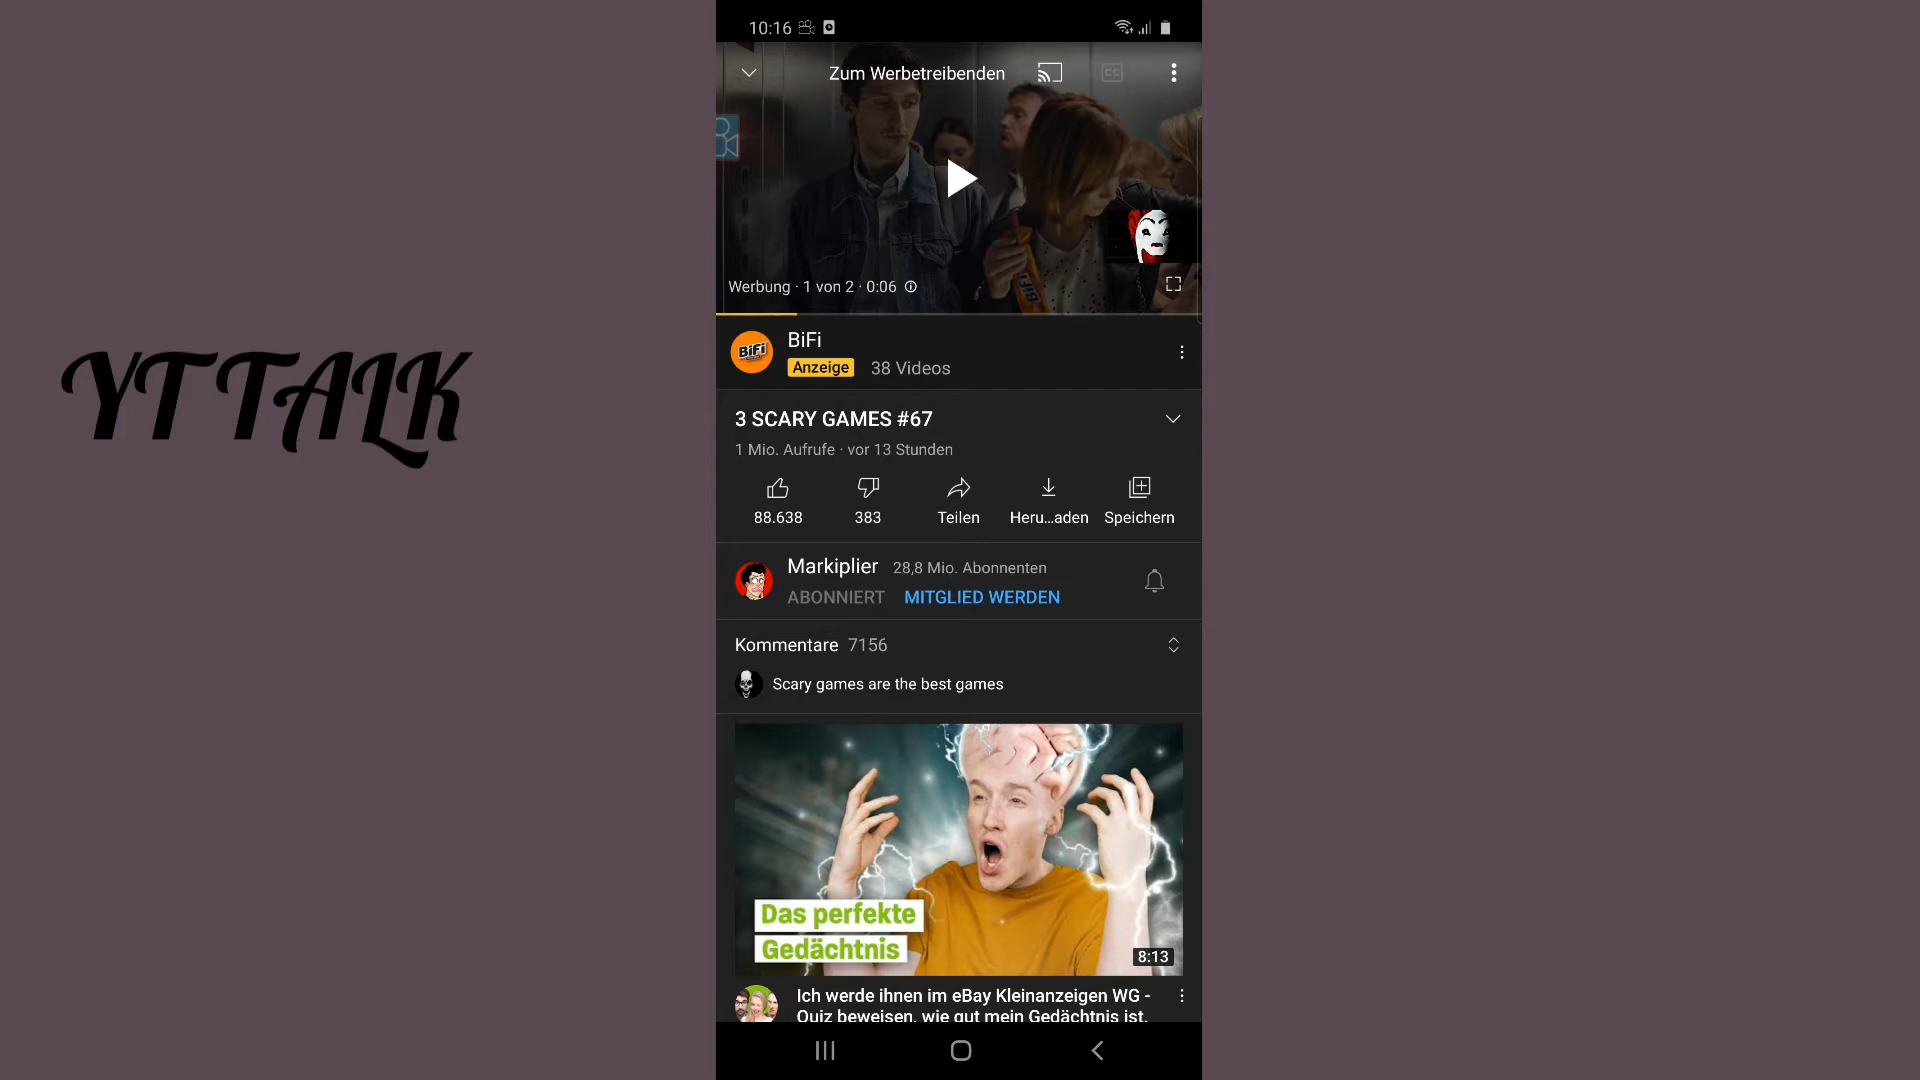 10:16
Zum Werbetreibenden
CC
BiFi
Werbung · 1 von 2 · 0:06
BiFi
BiFi
Anzeige 38 Videos
3 SCARY GAMES #67
1 Mio. Aufrufe · vor 13 Stunden
88.638 383 Teilen Heru...aden Speichern
Markiplier 28,8 Mio. Abonnenten
ABONNIERT MITGLIED WERDEN
Kommentare 7156
Scary games are the best games
Das perfekte
Gedächtnis
8:13
Ich werde ihnen im eBay Kleinanzeigen WG -
Quiz beweisen, wie gut mein Gedächtnis ist.
YT TALK